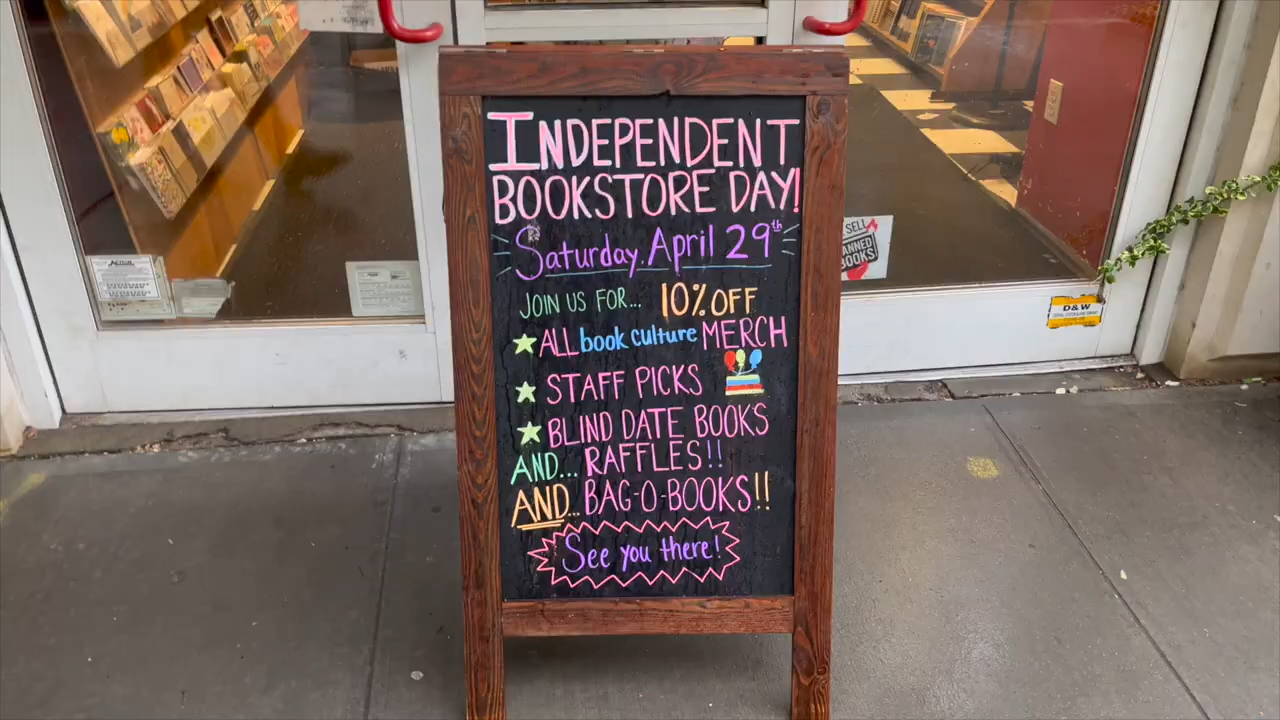 INDEPENDENT
BOOKSTORE DAY!
Saturday, April 29th
JOIN US FOR... 10% OFF
ALL book culture MERCH
STAFF PICKS
BLIND DATE BOOKS
AND... RAFFLES!!
AND... BAG-O-BOOKS!!
See you there!
SELL
BANNED
BOOKS
D&W